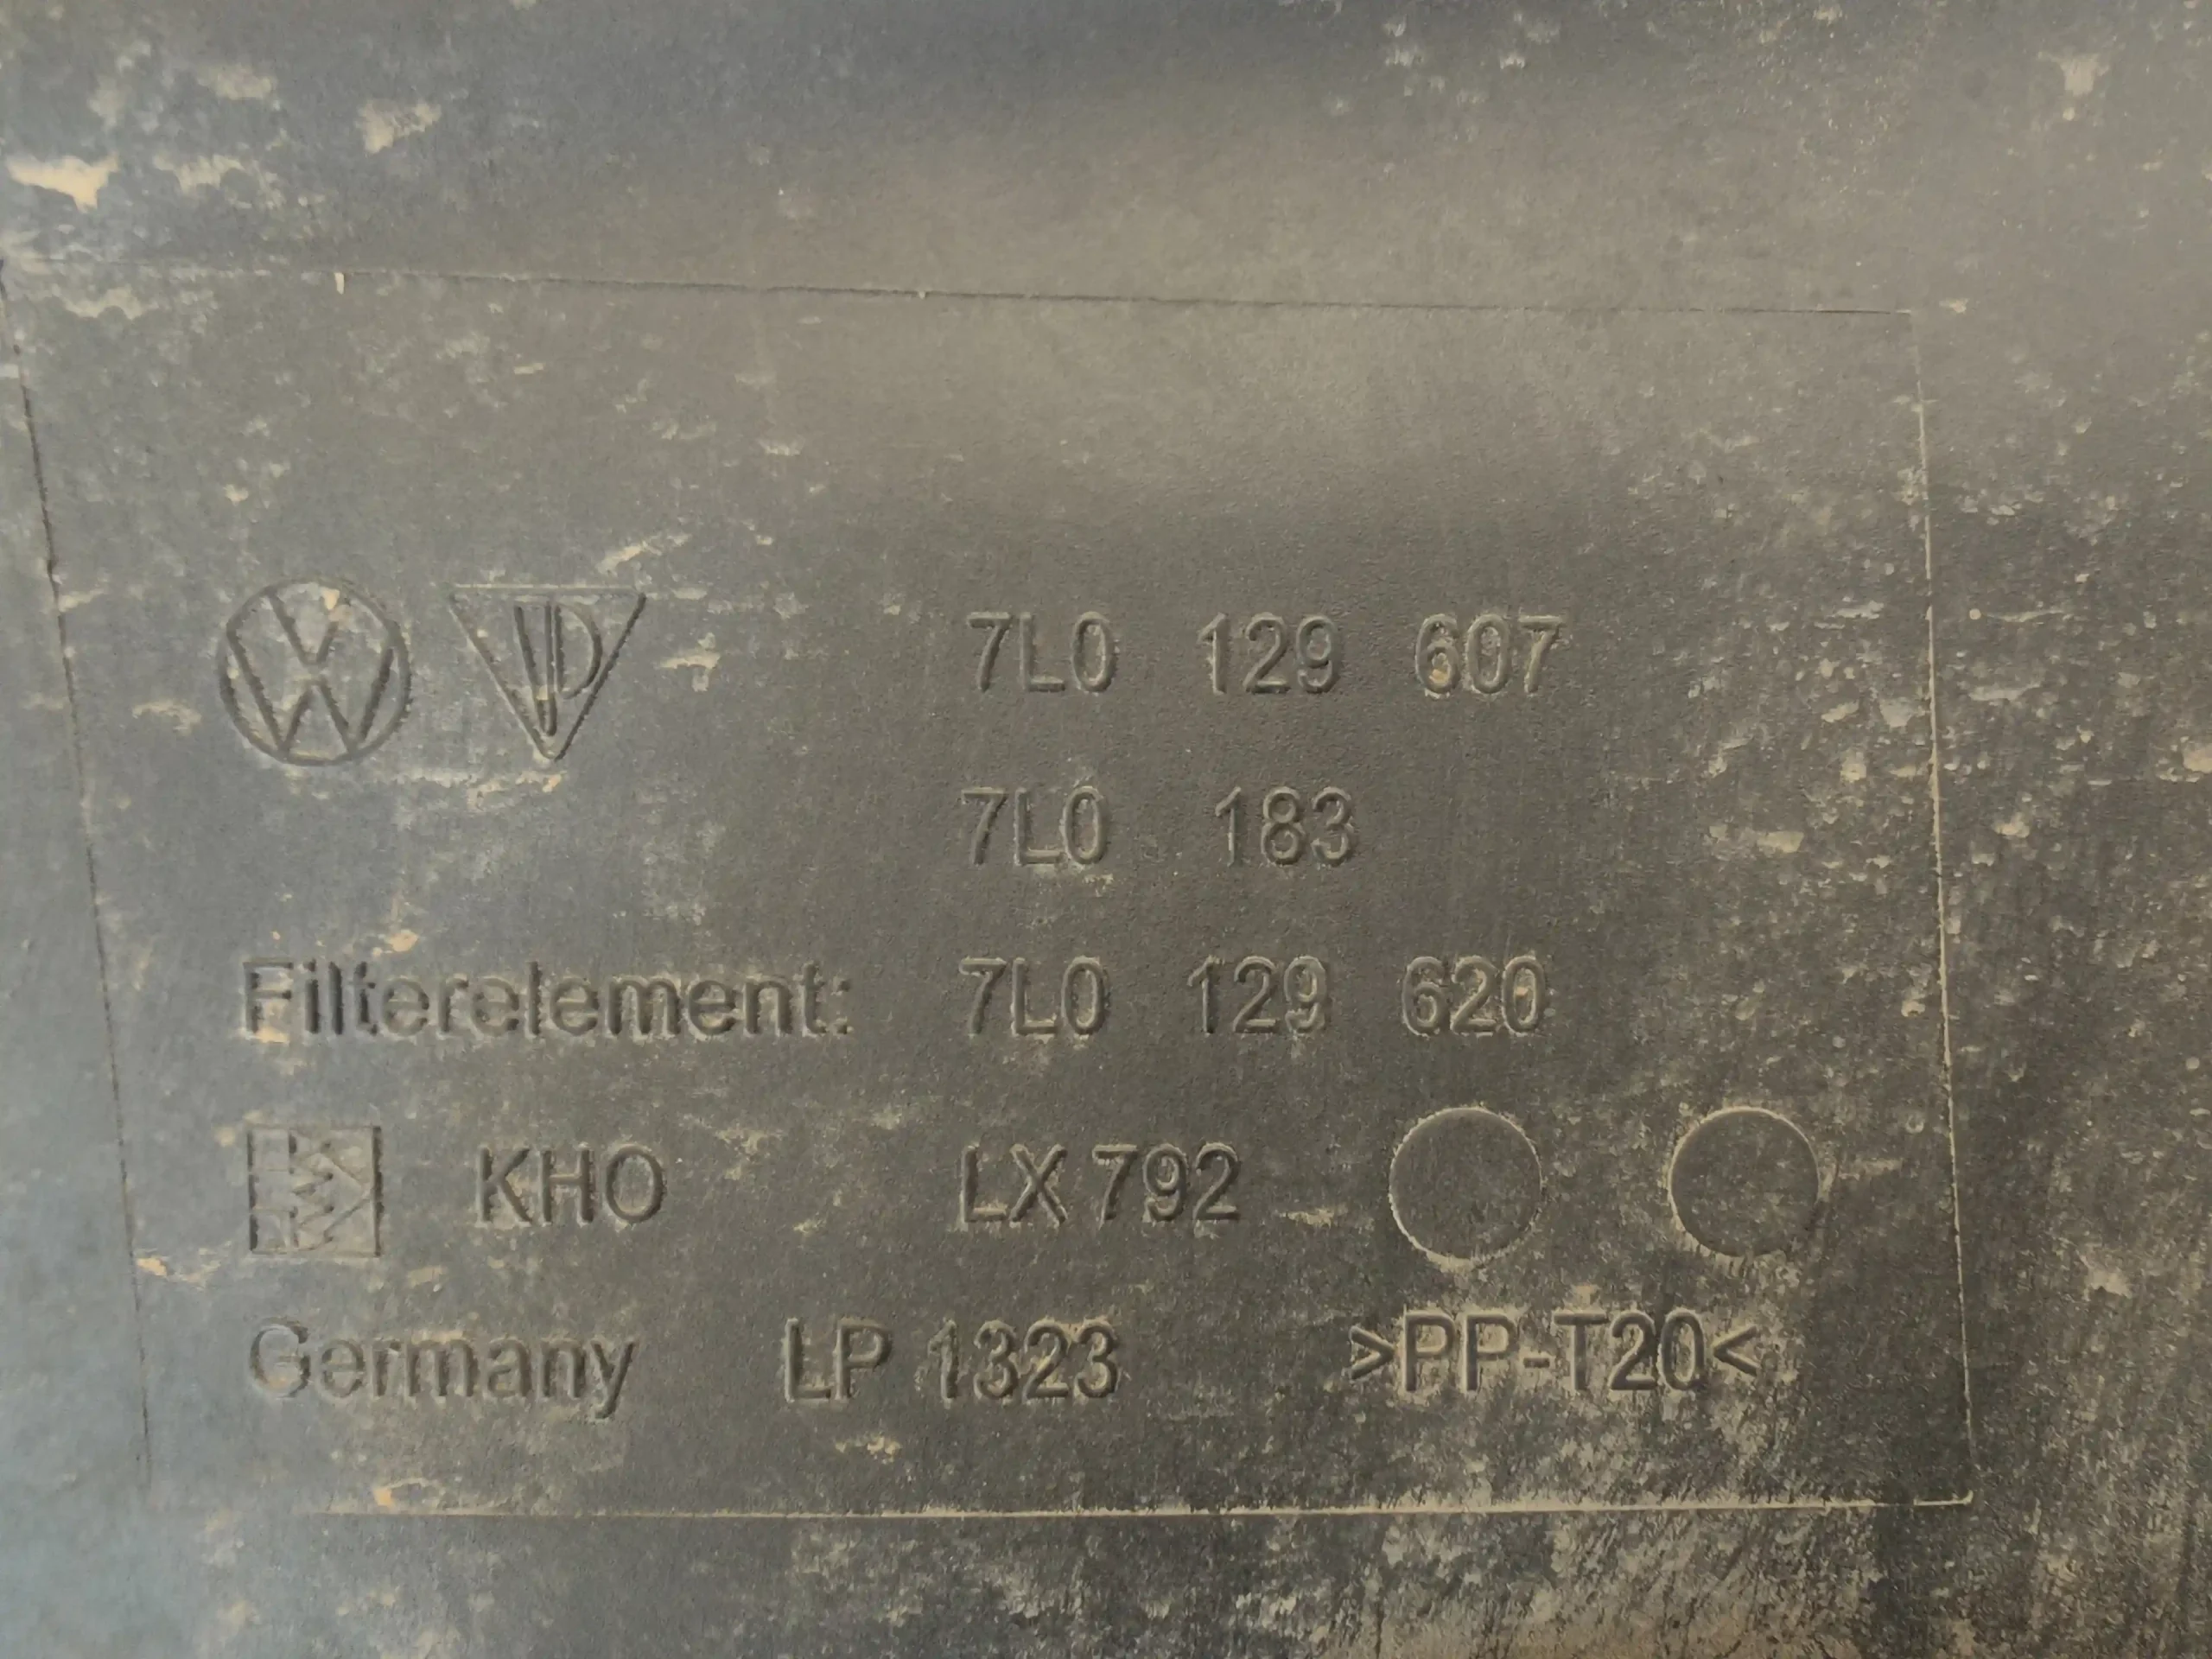 7L0 129 607
7L0 183
Filterelement: 7L0 129 620
KHO LX 792
Germany LP 1323 >PP-T20<